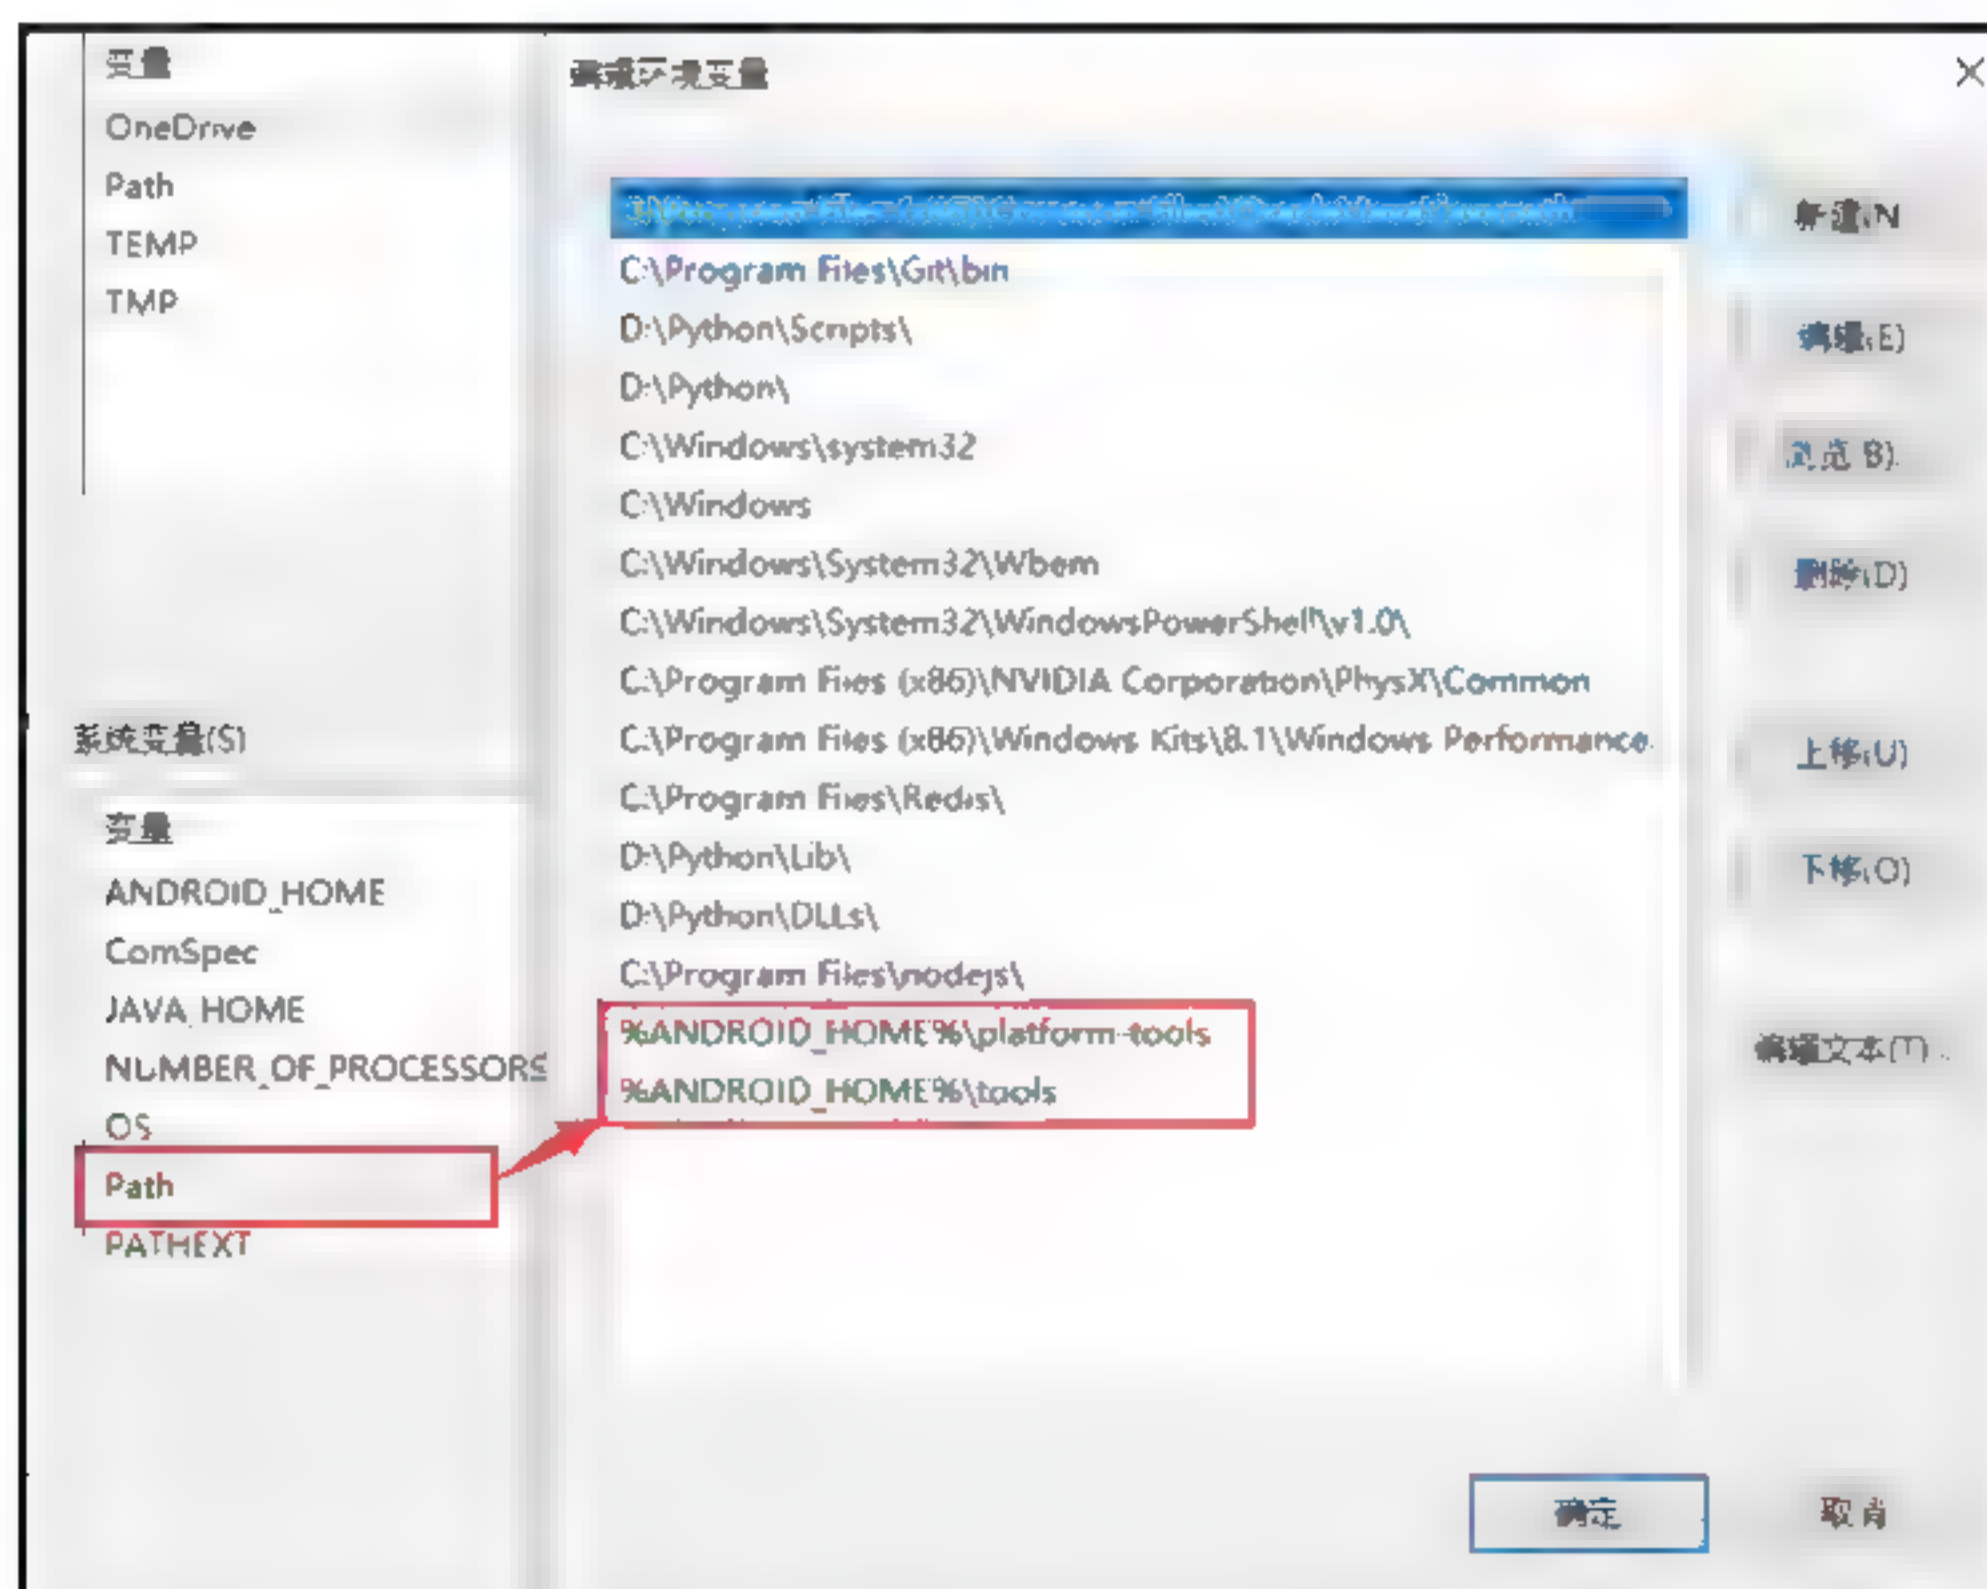 变量
OneDrive
Path
TEMP
TMP
系统变量(S)
变量
ANDROID_HOME
ComSpec
JAVA_HOME
NUMBER_OF_PROCESSORS
OS
Path
PATHEXT
编辑环境变量
C:\Program Files\Git\bin
D:\Python\Scripts\
D:\Python\
C:\Windows\system32
C:\Windows
C:\Windows\System32\Wbem
C:\Windows\System32\WindowsPowerShell\v1.0\
C:\Program Files (x86)\NVIDIA Corporation\PhysX\Common
C:\Program Files (x86)\Windows Kits\8.1\Windows Performance
C:\Program Files\Redis\
D:\Python\Lib\
D:\Python\DLLs\
C:\Program Files\nodejs\
%ANDROID_HOME%\platform-tools
%ANDROID_HOME%\tools
新建(N
编辑(E)
浏览(B)
删除(D)
上移(U)
下移(O)
编辑文本(T)
确定
取消